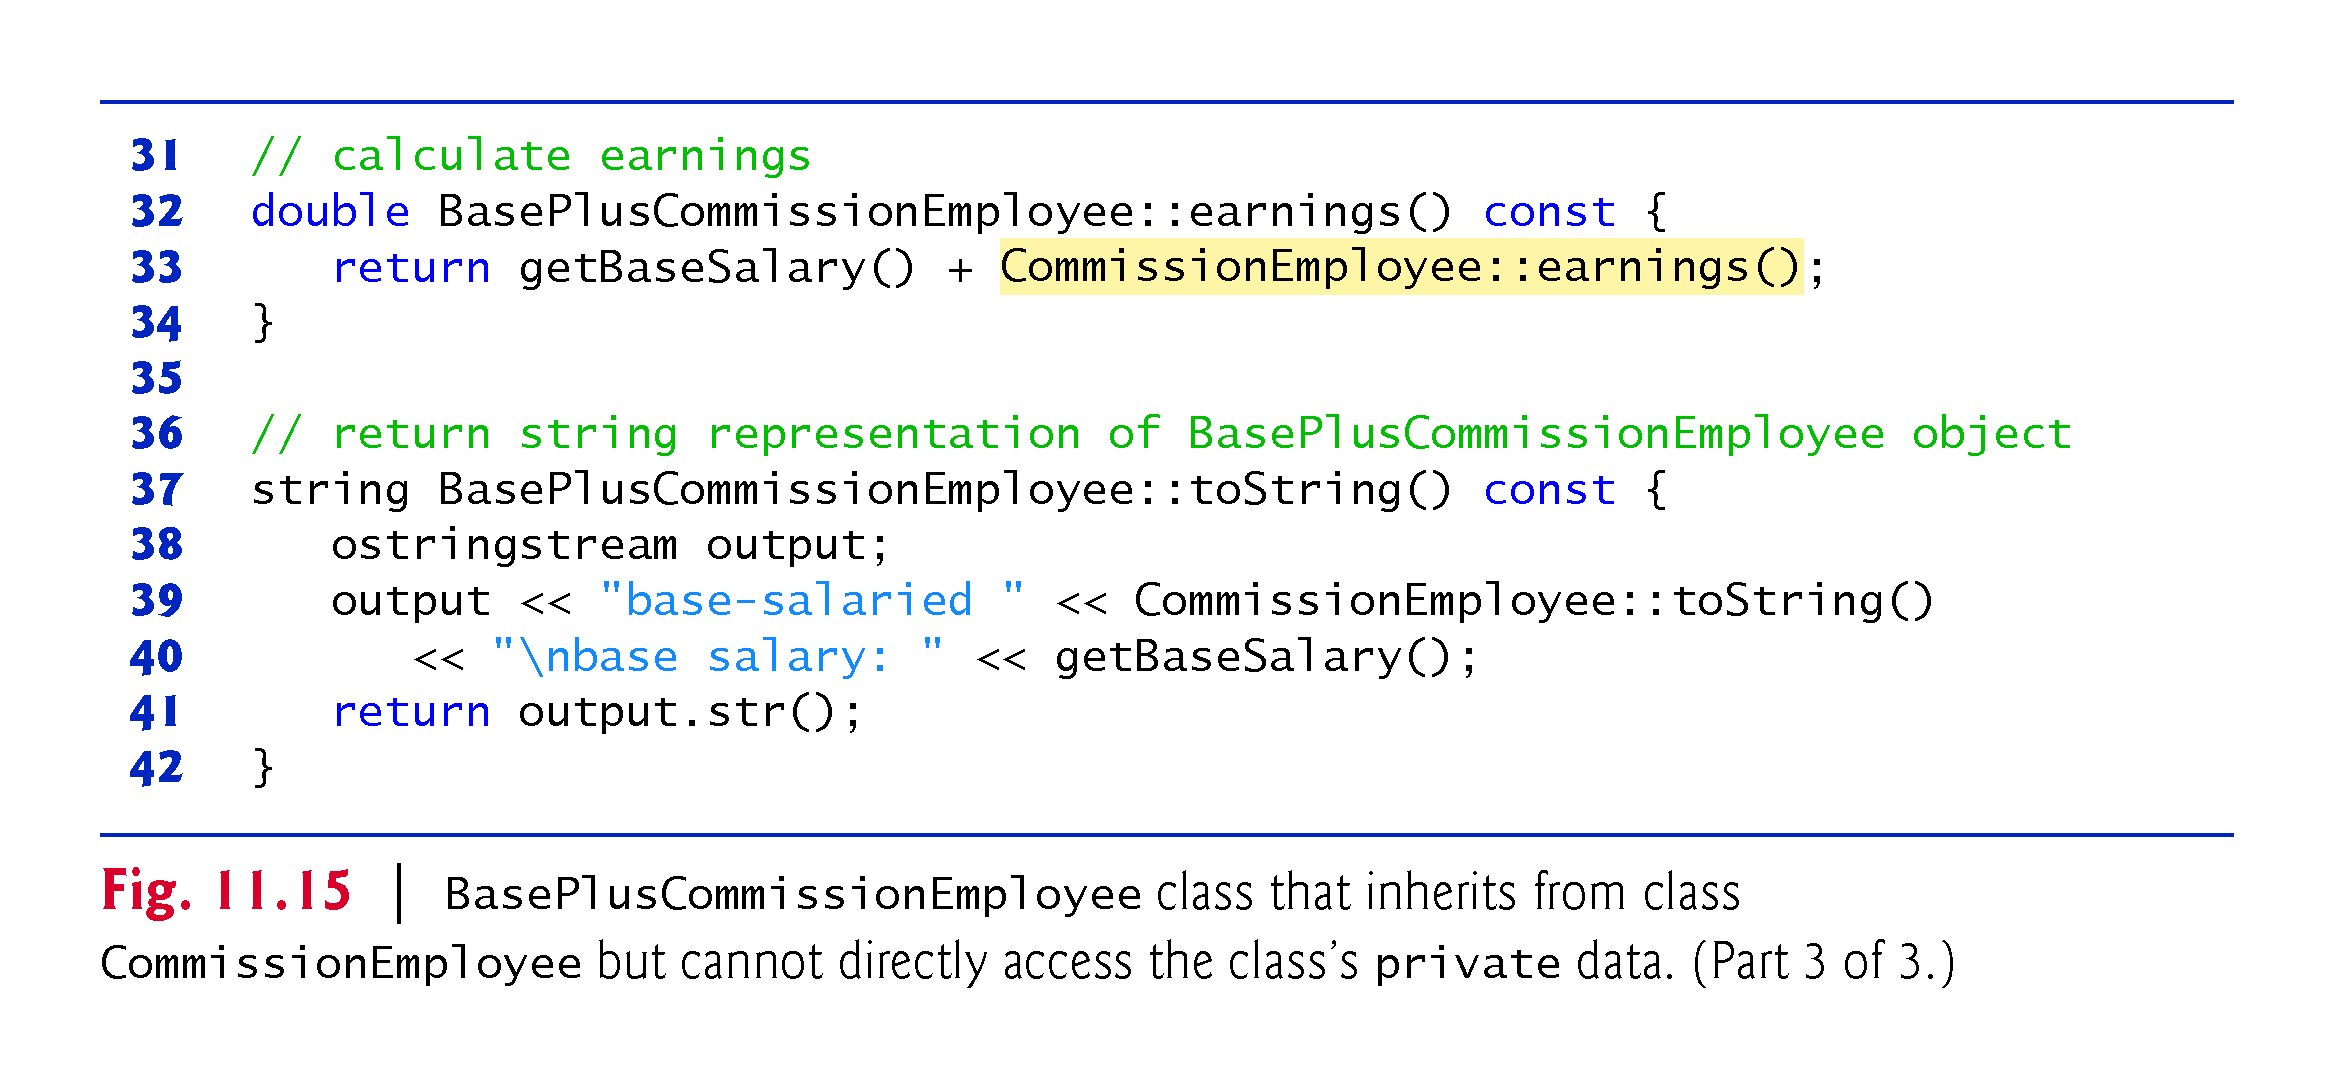 31 // calculate earnings
32 double BasePlusCommissionEmployee::earnings() const {
33    return getBaseSalary() + CommissionEmployee::earnings();
34 }
35
36 // return string representation of BasePlusCommissionEmployee object
37 string BasePlusCommissionEmployee::toString() const {
38    ostringstream output;
39    output << "base-salaried " << CommissionEmployee::toString()
40       << "\nbase salary: " << getBaseSalary();
41    return output.str();
42 }
Fig. 11.15 | BasePlusCommissionEmployee class that inherits from class
CommissionEmployee but cannot directly access the class’s private data. (Part 3 of 3.)